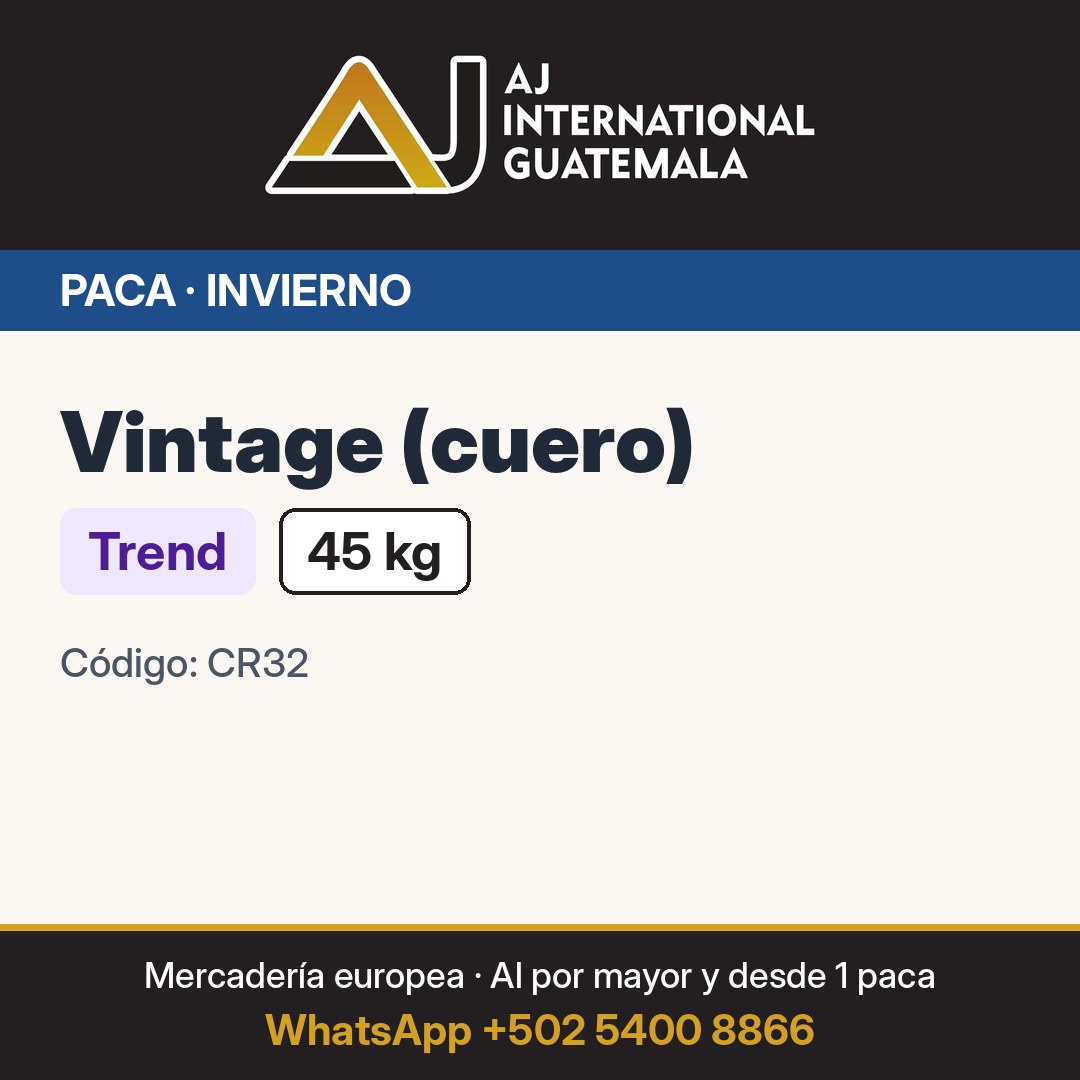 AJ
AJ
INTERNATIONAL
GUATEMALA
PACA · INVIERNO
Vintage (cuero)
Trend
45 kg
Código: CR32
Mercadería europea · Al por mayor y desde 1 paca
WhatsApp +502 5400 8866